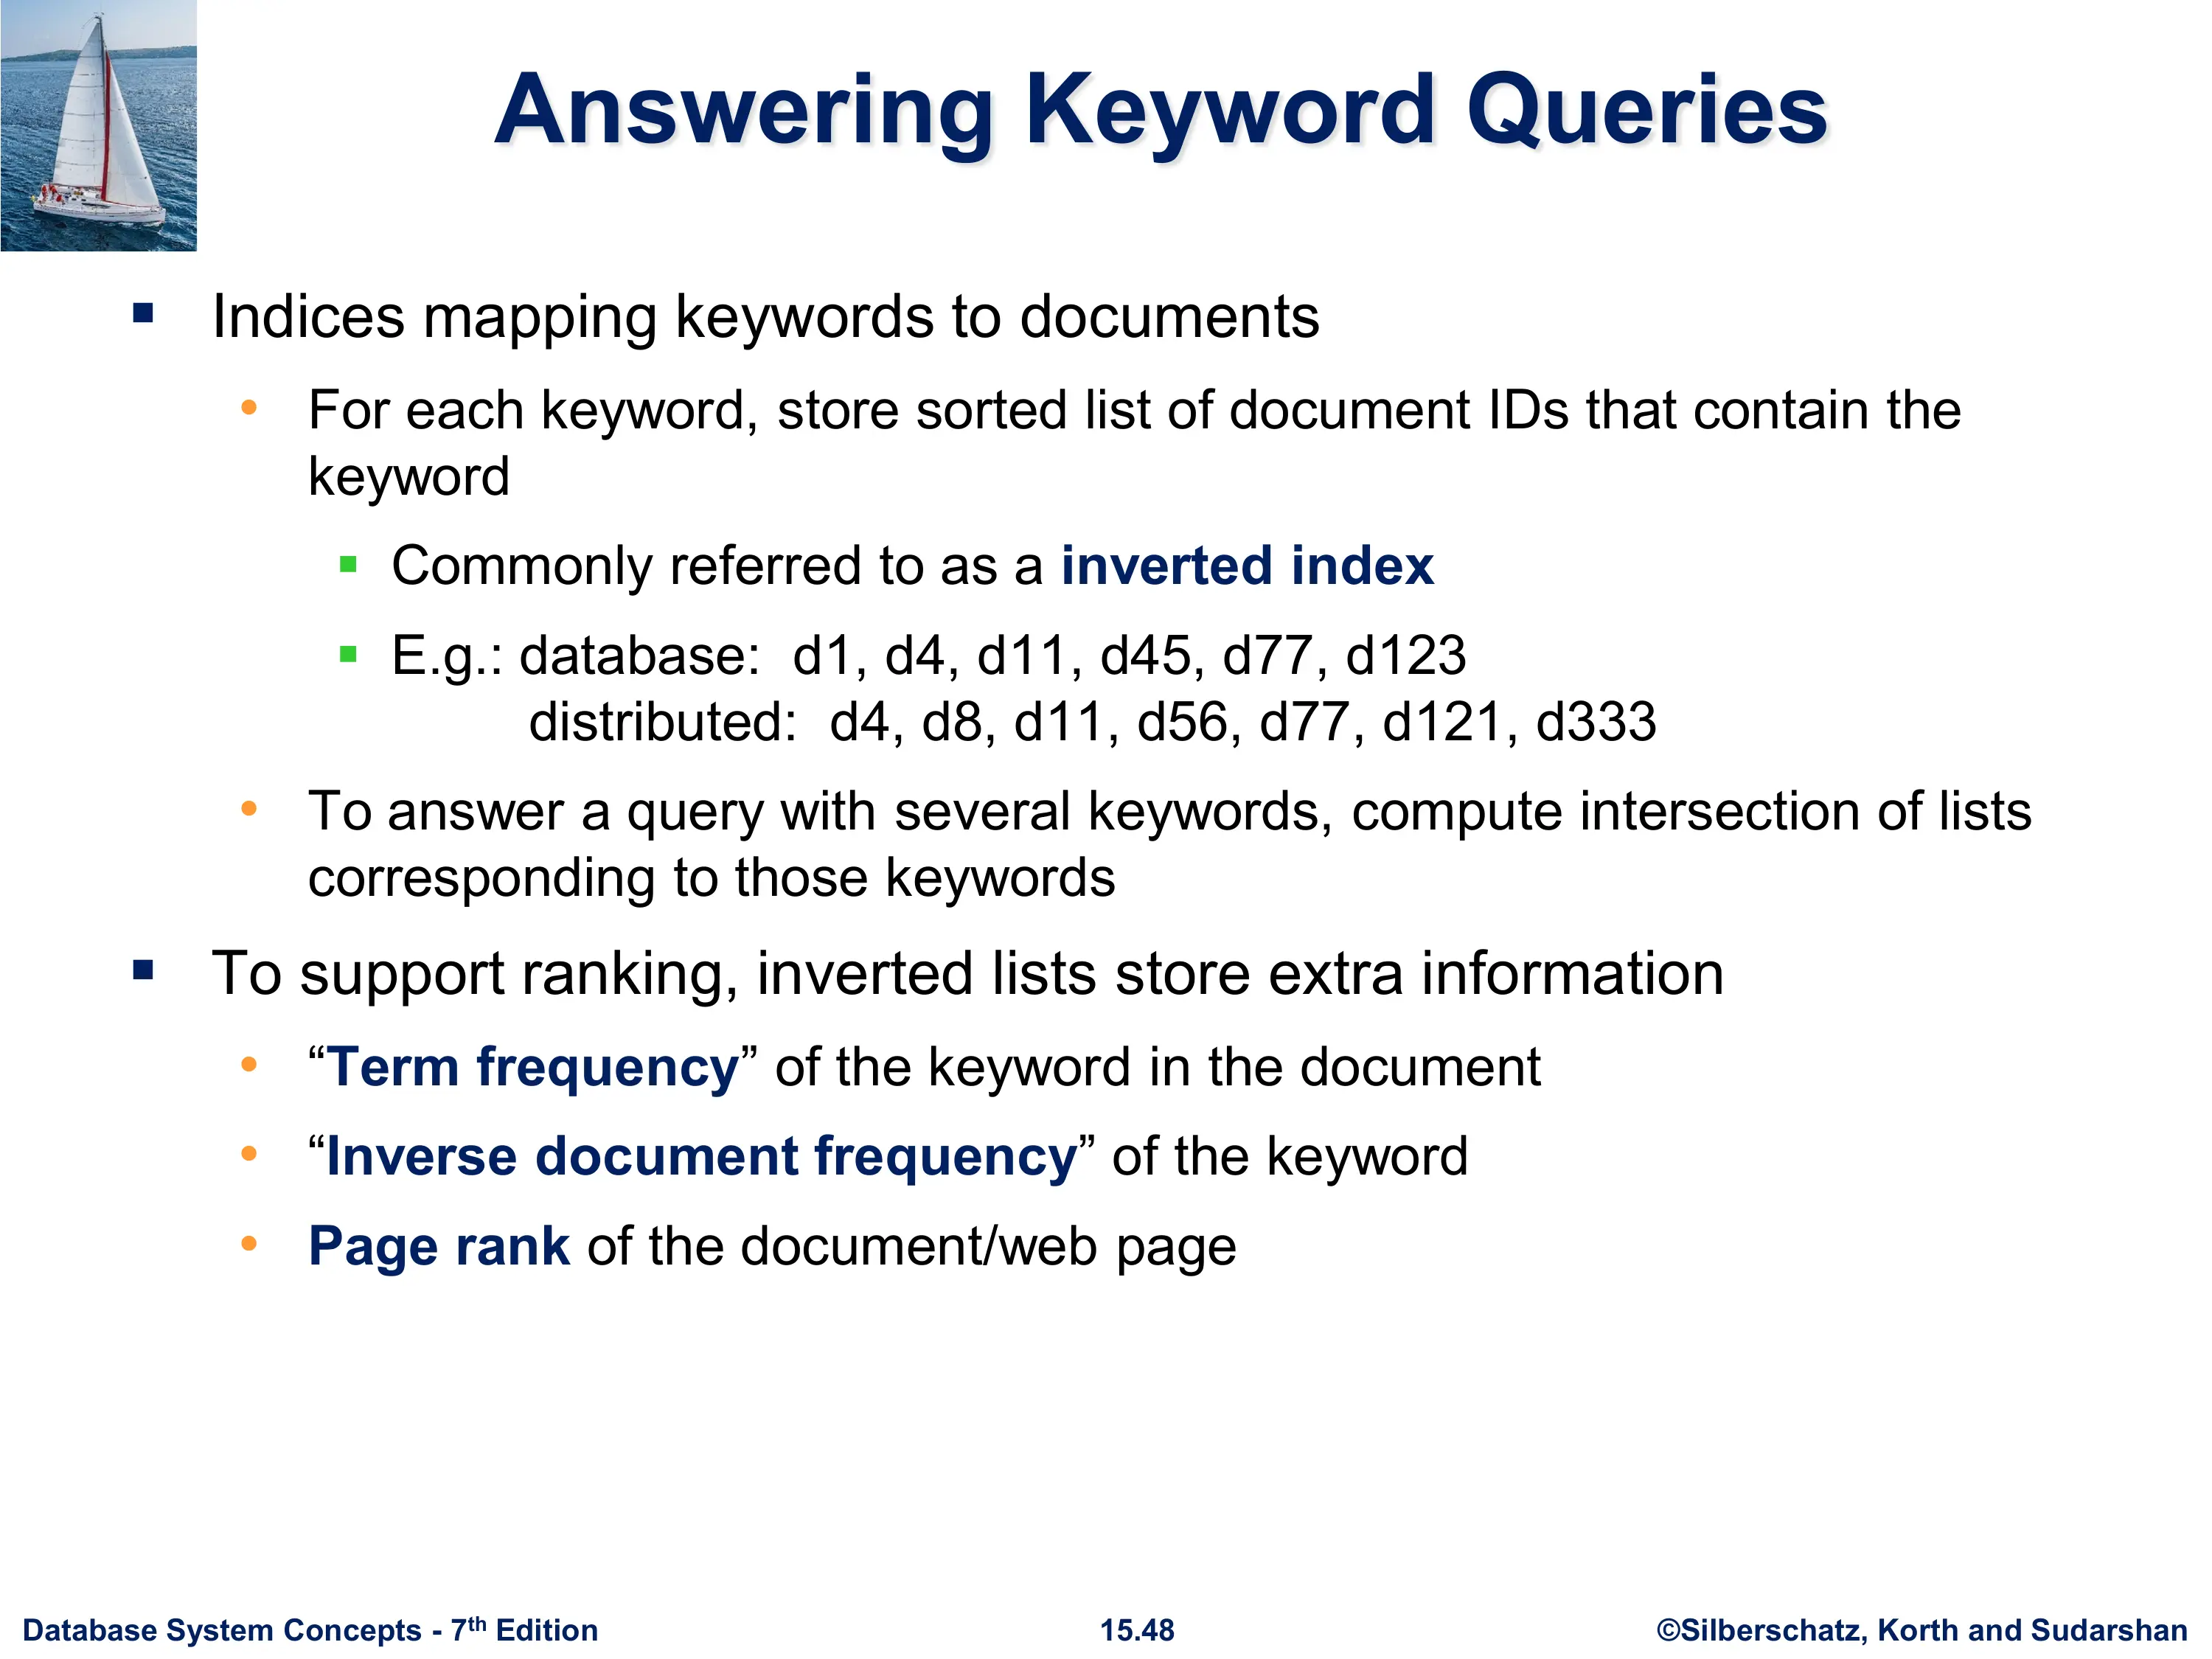 Answering Keyword Queries
▪ Indices mapping keywords to documents
• For each keyword, store sorted list of document IDs that contain the
keyword
▪ Commonly referred to as a inverted index
▪ E.g.: database: d1, d4, d11, d45, d77, d123
distributed: d4, d8, d11, d56, d77, d121, d333
• To answer a query with several keywords, compute intersection of lists
corresponding to those keywords
▪ To support ranking, inverted lists store extra information
• “Term frequency” of the keyword in the document
• “Inverse document frequency” of the keyword
• Page rank of the document/web page
Database System Concepts - 7th Edition 15.48 ©Silberschatz, Korth and Sudarshan